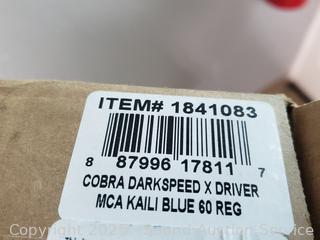 ITEM# 1841083
8 87996 17811 7
COBRA DARKSPEED X DRIVER
MCA KAILI BLUE 60 REG